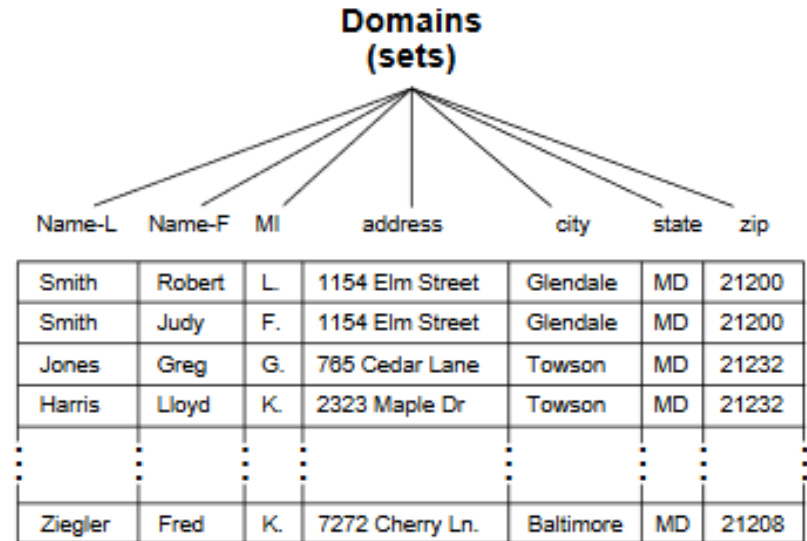 Domains
(sets)
Name-L Name-F MI address city state zip
Smith Robert L. 1154 Elm Street Glendale MD 21200
Smith Judy F. 1154 Elm Street Glendale MD 21200
Jones Greg G. 765 Cedar Lane Towson MD 21232
Harris Lloyd K. 2323 Maple Dr Towson MD 21232
Ziegler Fred K. 7272 Cherry Ln. Baltimore MD 21208